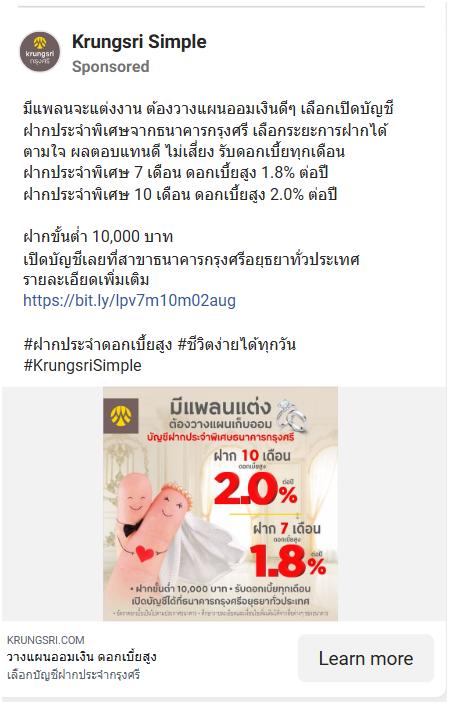 Krungsri Simple
Sponsored
krungsri
กรุงศรี
มีแพลนจะแต่งงาน ต้องวางแผนออมเงินดีๆ เลือกเปิดบัญชี
ฝากประจำพิเศษจากธนาคารกรุงศรี เลือกระยะการฝากได้
ตามใจ ผลตอบแทนดี ไม่เสี่ยง รับดอกเบี้ยทุกเดือน
ฝากประจำพิเศษ 7 เดือน ดอกเบี้ยสูง 1.8% ต่อปี
ฝากประจำพิเศษ 10 เดือน ดอกเบี้ยสูง 2.0% ต่อปี
ฝากขั้นต่ำ 10,000 บาท
เปิดบัญชีเลยที่สาขาธนาคารกรุงศรีอยุธยาทั่วประเทศ
รายละเอียดเพิ่มเติม
https://bit.ly/lpv7m10m02aug
#ฝากประจำดอกเบี้ยสูง #ชีวิตง่ายได้ทุกวัน
#KrungsriSimple
มีแพลนแต่ง
ต้องวางแผนเก็บออม
บัญชีฝากประจำพิเศษธนาคารกรุงศรี
ฝาก 10 เดือน
ดอกเบี้ยสูง
2.0% ต่อปี
ฝาก 7 เดือน
ดอกเบี้ยสูง
1.8% ต่อปี
• ฝากขั้นต่ำ 10,000 บาท • รับดอกเบี้ยทุกเดือน
เปิดบัญชีได้ที่ธนาคารกรุงศรีอยุธยาทั่วประเทศ
KRUNGSRI.COM
วางแผนออมเงิน ดอกเบี้ยสูง
เลือกบัญชีฝากประจำกรุงศรี
Learn more